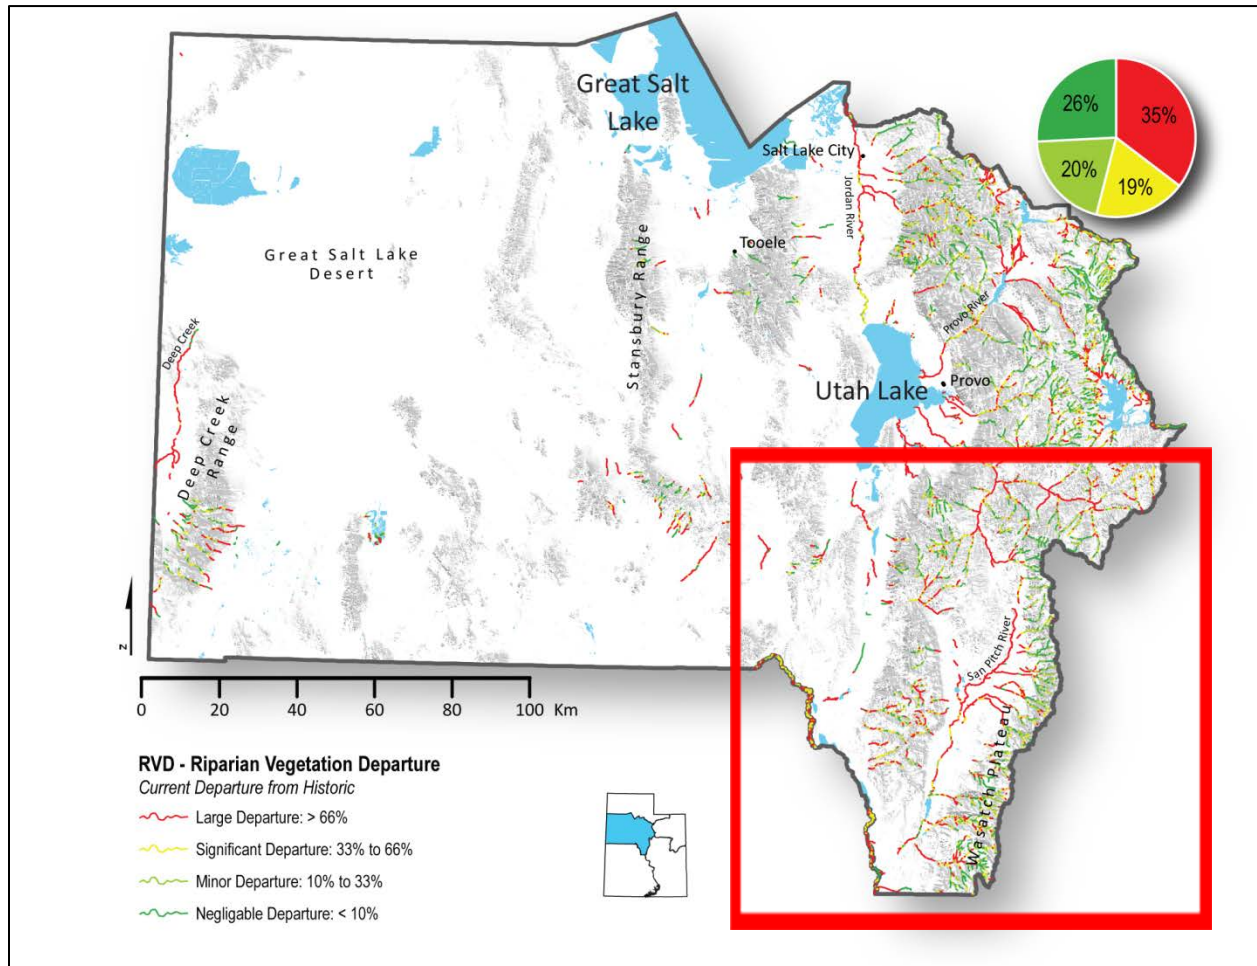 Great Salt
Lake
26%
35%
20%
19%
Salt Lake City
Jordan River
Tooele
Great Salt Lake
Desert
Stansbury Range
Provo River
Deep Creek
Utah Lake
Provo
Deep Creek
Range
San Pitch River
Wasatch Plateau
N
0 20 40 60 80 100 Km
RVD - Riparian Vegetation Departure
Current Departure from Historic
Large Departure: > 66%
Significant Departure: 33% to 66%
Minor Departure: 10% to 33%
Negligable Departure: < 10%